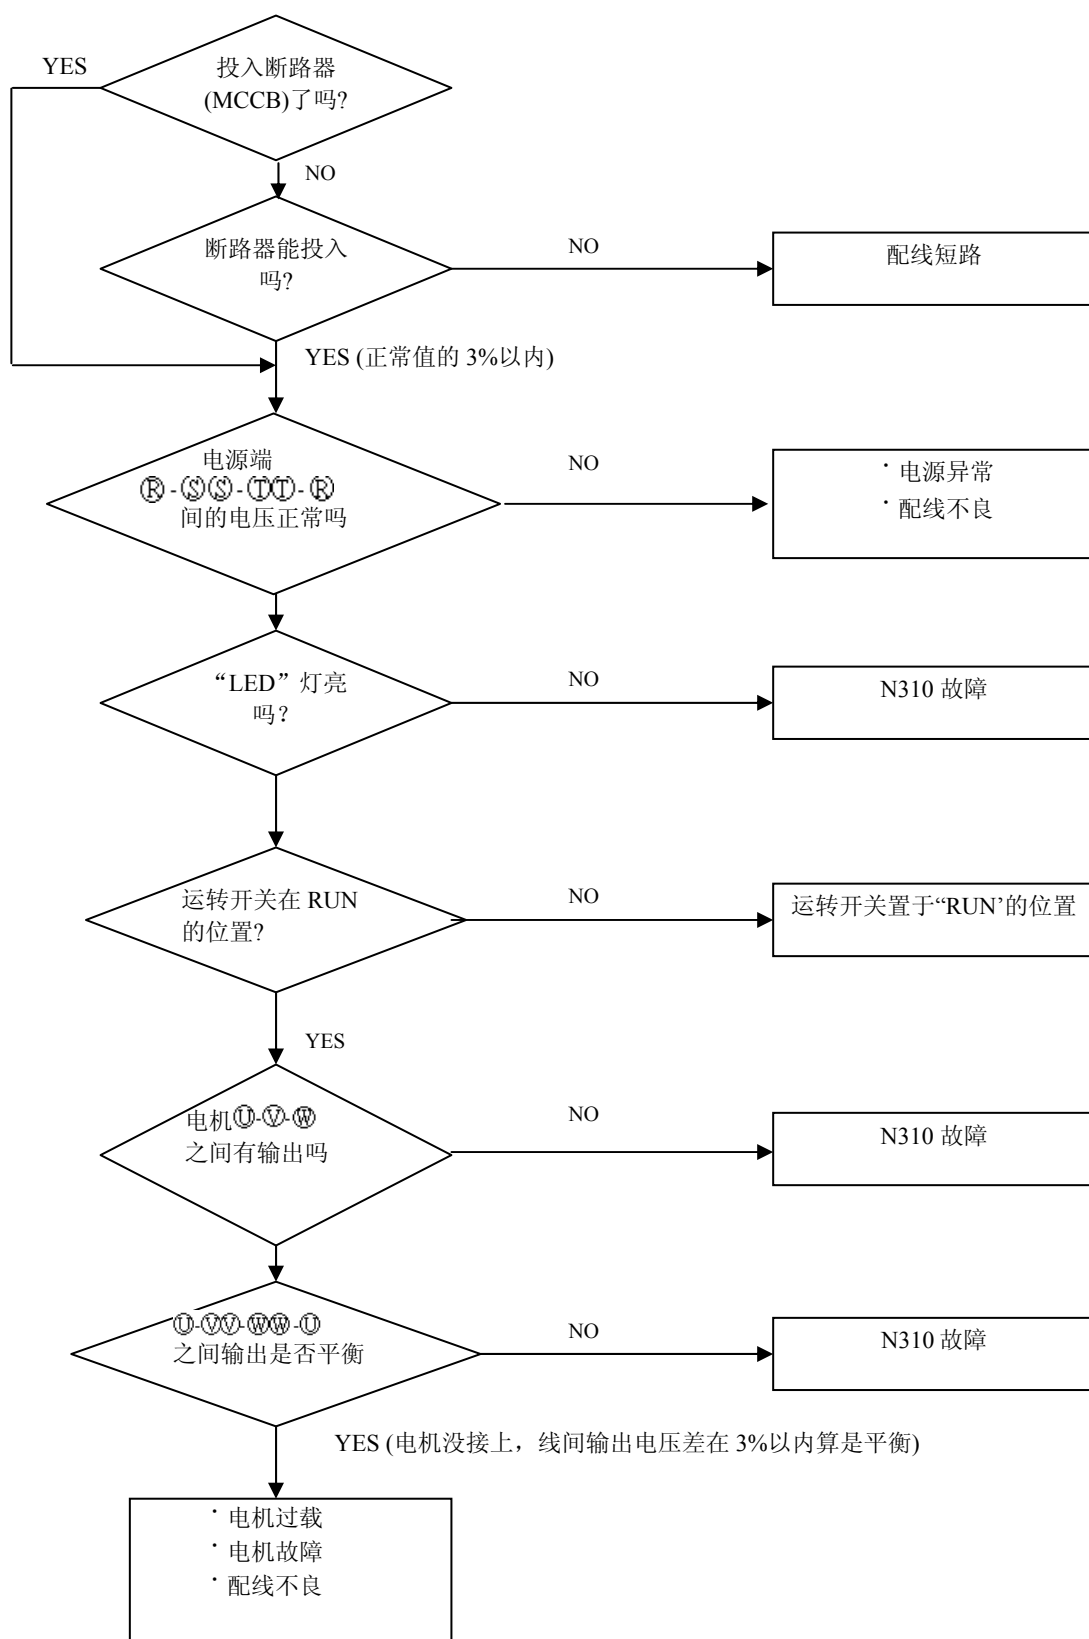 YES
投入断路器
(MCCB)了吗?
NO
断路器能投入
吗?
NO
配线短路
YES (正常值的 3%以内)
电源端
Ⓡ-ⓈⓈ-ⓉⓉ-Ⓡ
间的电压正常吗
NO
˙电源异常
˙配线不良
“LED”灯亮
吗?
NO
N310 故障
运转开关在 RUN
的位置?
NO
运转开关置于“RUN’的位置
YES
电机Ⓤ-Ⓥ-Ⓦ
之间有输出吗
NO
N310 故障
Ⓤ-ⓋⓋ-ⓌⓌ-Ⓤ
之间输出是否平衡
NO
N310 故障
YES (电机没接上，线间输出电压差在 3%以内算是平衡)
˙电机过载
˙电机故障
˙配线不良